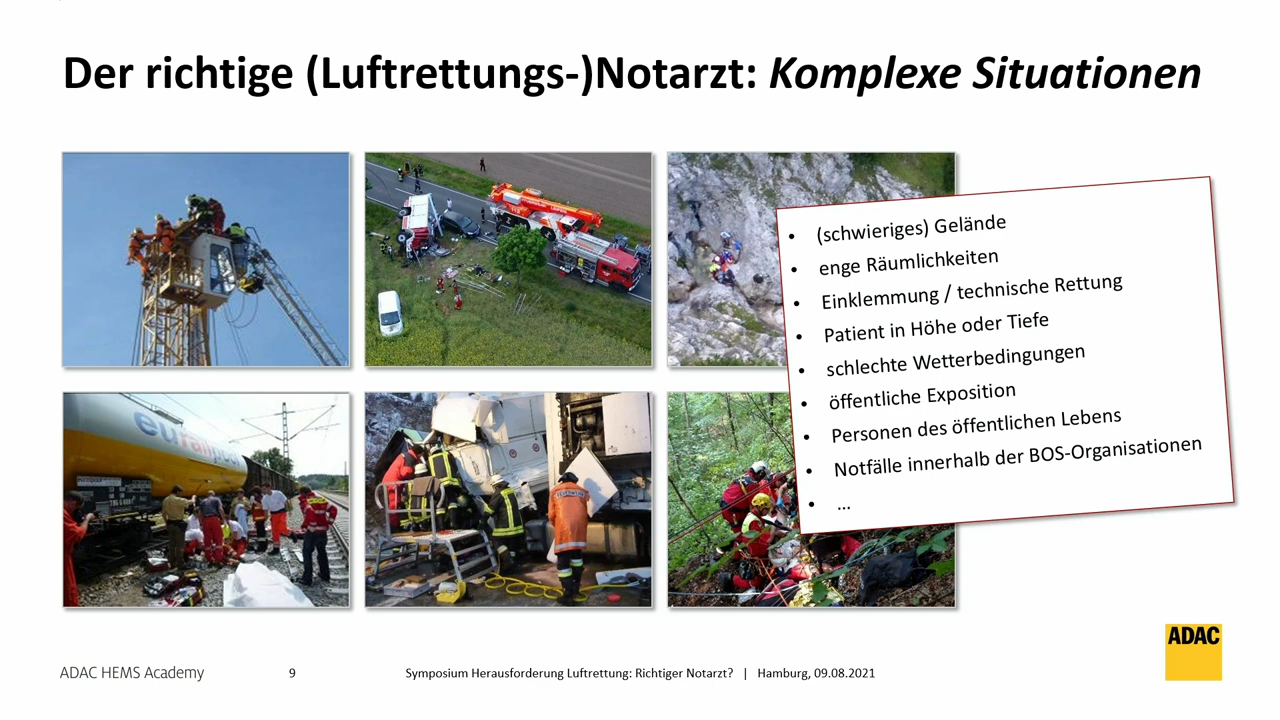 Der richtige (Luftrettungs-)Notarzt: Komplexe Situationen
• (schwieriges) Gelände
• enge Räumlichkeiten
• Einklemmung / technische Rettung
• Patient in Höhe oder Tiefe
• schlechte Wetterbedingungen
• öffentliche Exposition
• Personen des öffentlichen Lebens
• Notfälle innerhalb der BOS-Organisationen
• ...
ADAC HEMS Academy
9
Symposium Herausforderung Luftrettung: Richtiger Notarzt? | Hamburg, 09.08.2021
ADAC